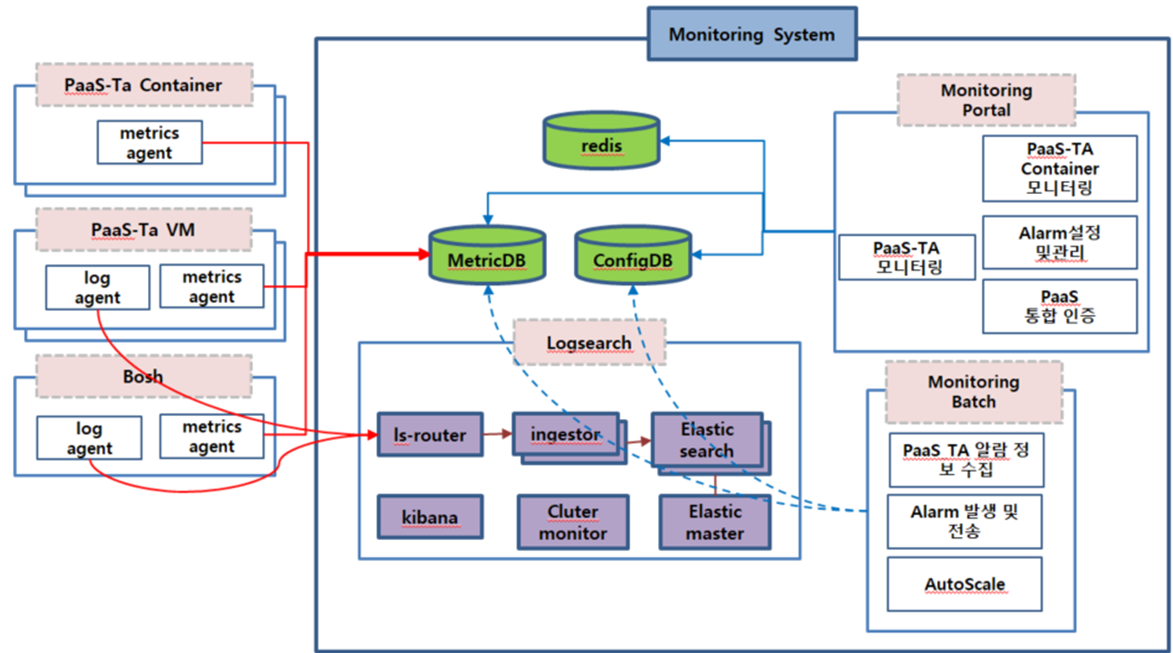 Monitoring System
PaaS-Ta Container
metrics
agent
PaaS-Ta VM
log
agent
metrics
agent
Bosh
log
agent
metrics
agent
redis
MetricDB
ConfigDB
Logsearch
ls-router
ingestor
Elastic
search
kibana
Cluter
monitor
Elastic
master
Monitoring
Portal
PaaS-TA
모니터링
PaaS-TA
Container
모니터링
Alarm설정
및관리
PaaS
통합 인증
Monitoring
Batch
PaaS_TA 알람 정
보 수집
Alarm 발생 및
전송
AutoScale